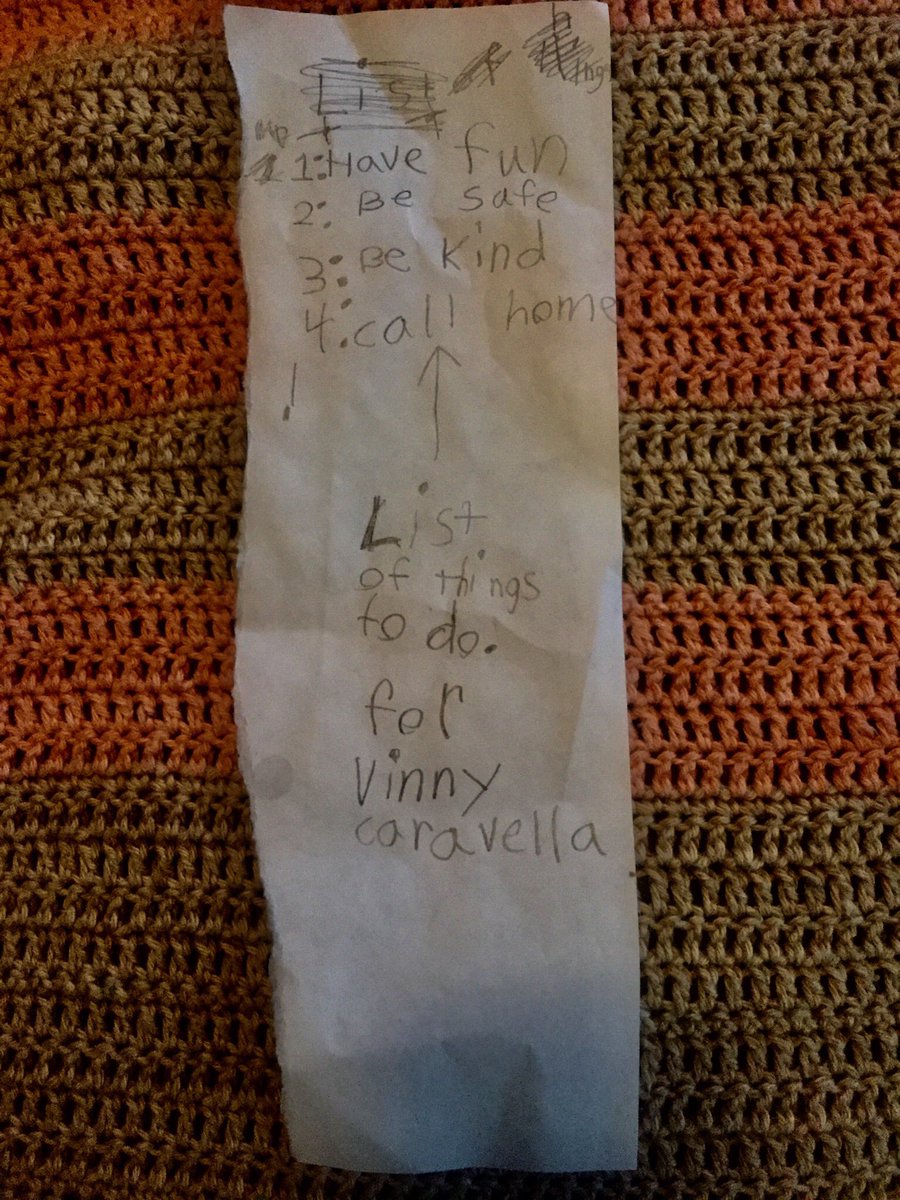 List
1: Have fun
2: Be safe
3: Be kind
4: call home
!
List
of things
to do.
for
Vinny
caravella